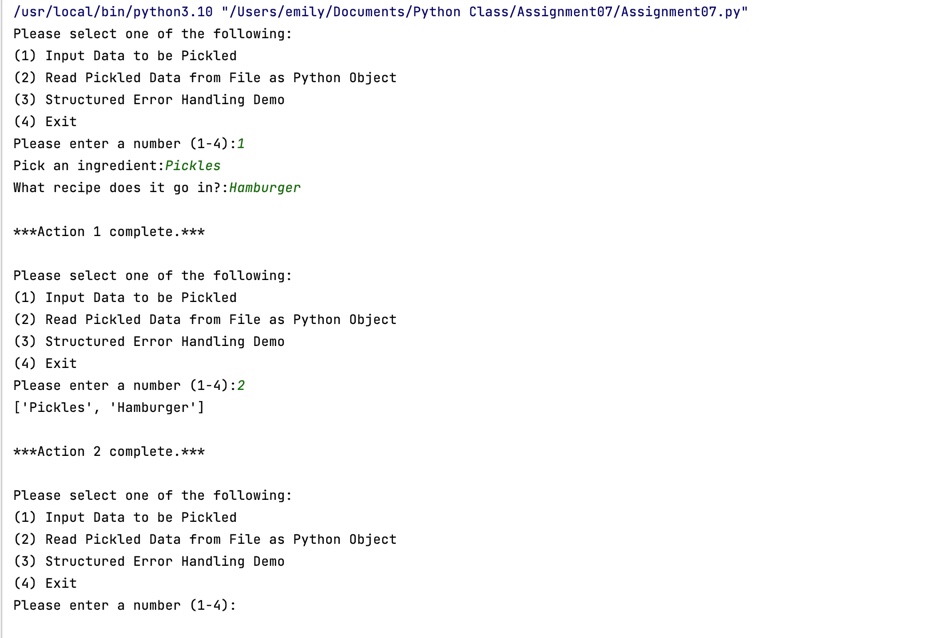 /usr/local/bin/python3.10 "/Users/emily/Documents/Python Class/Assignment07/Assignment07.py"
Please select one of the following:
(1) Input Data to be Pickled
(2) Read Pickled Data from File as Python Object
(3) Structured Error Handling Demo
(4) Exit
Please enter a number (1-4):1
Pick an ingredient:Pickles
What recipe does it go in?:Hamburger
***Action 1 complete.***
Please select one of the following:
(1) Input Data to be Pickled
(2) Read Pickled Data from File as Python Object
(3) Structured Error Handling Demo
(4) Exit
Please enter a number (1-4):2
['Pickles', 'Hamburger']
***Action 2 complete.***
Please select one of the following:
(1) Input Data to be Pickled
(2) Read Pickled Data from File as Python Object
(3) Structured Error Handling Demo
(4) Exit
Please enter a number (1-4):